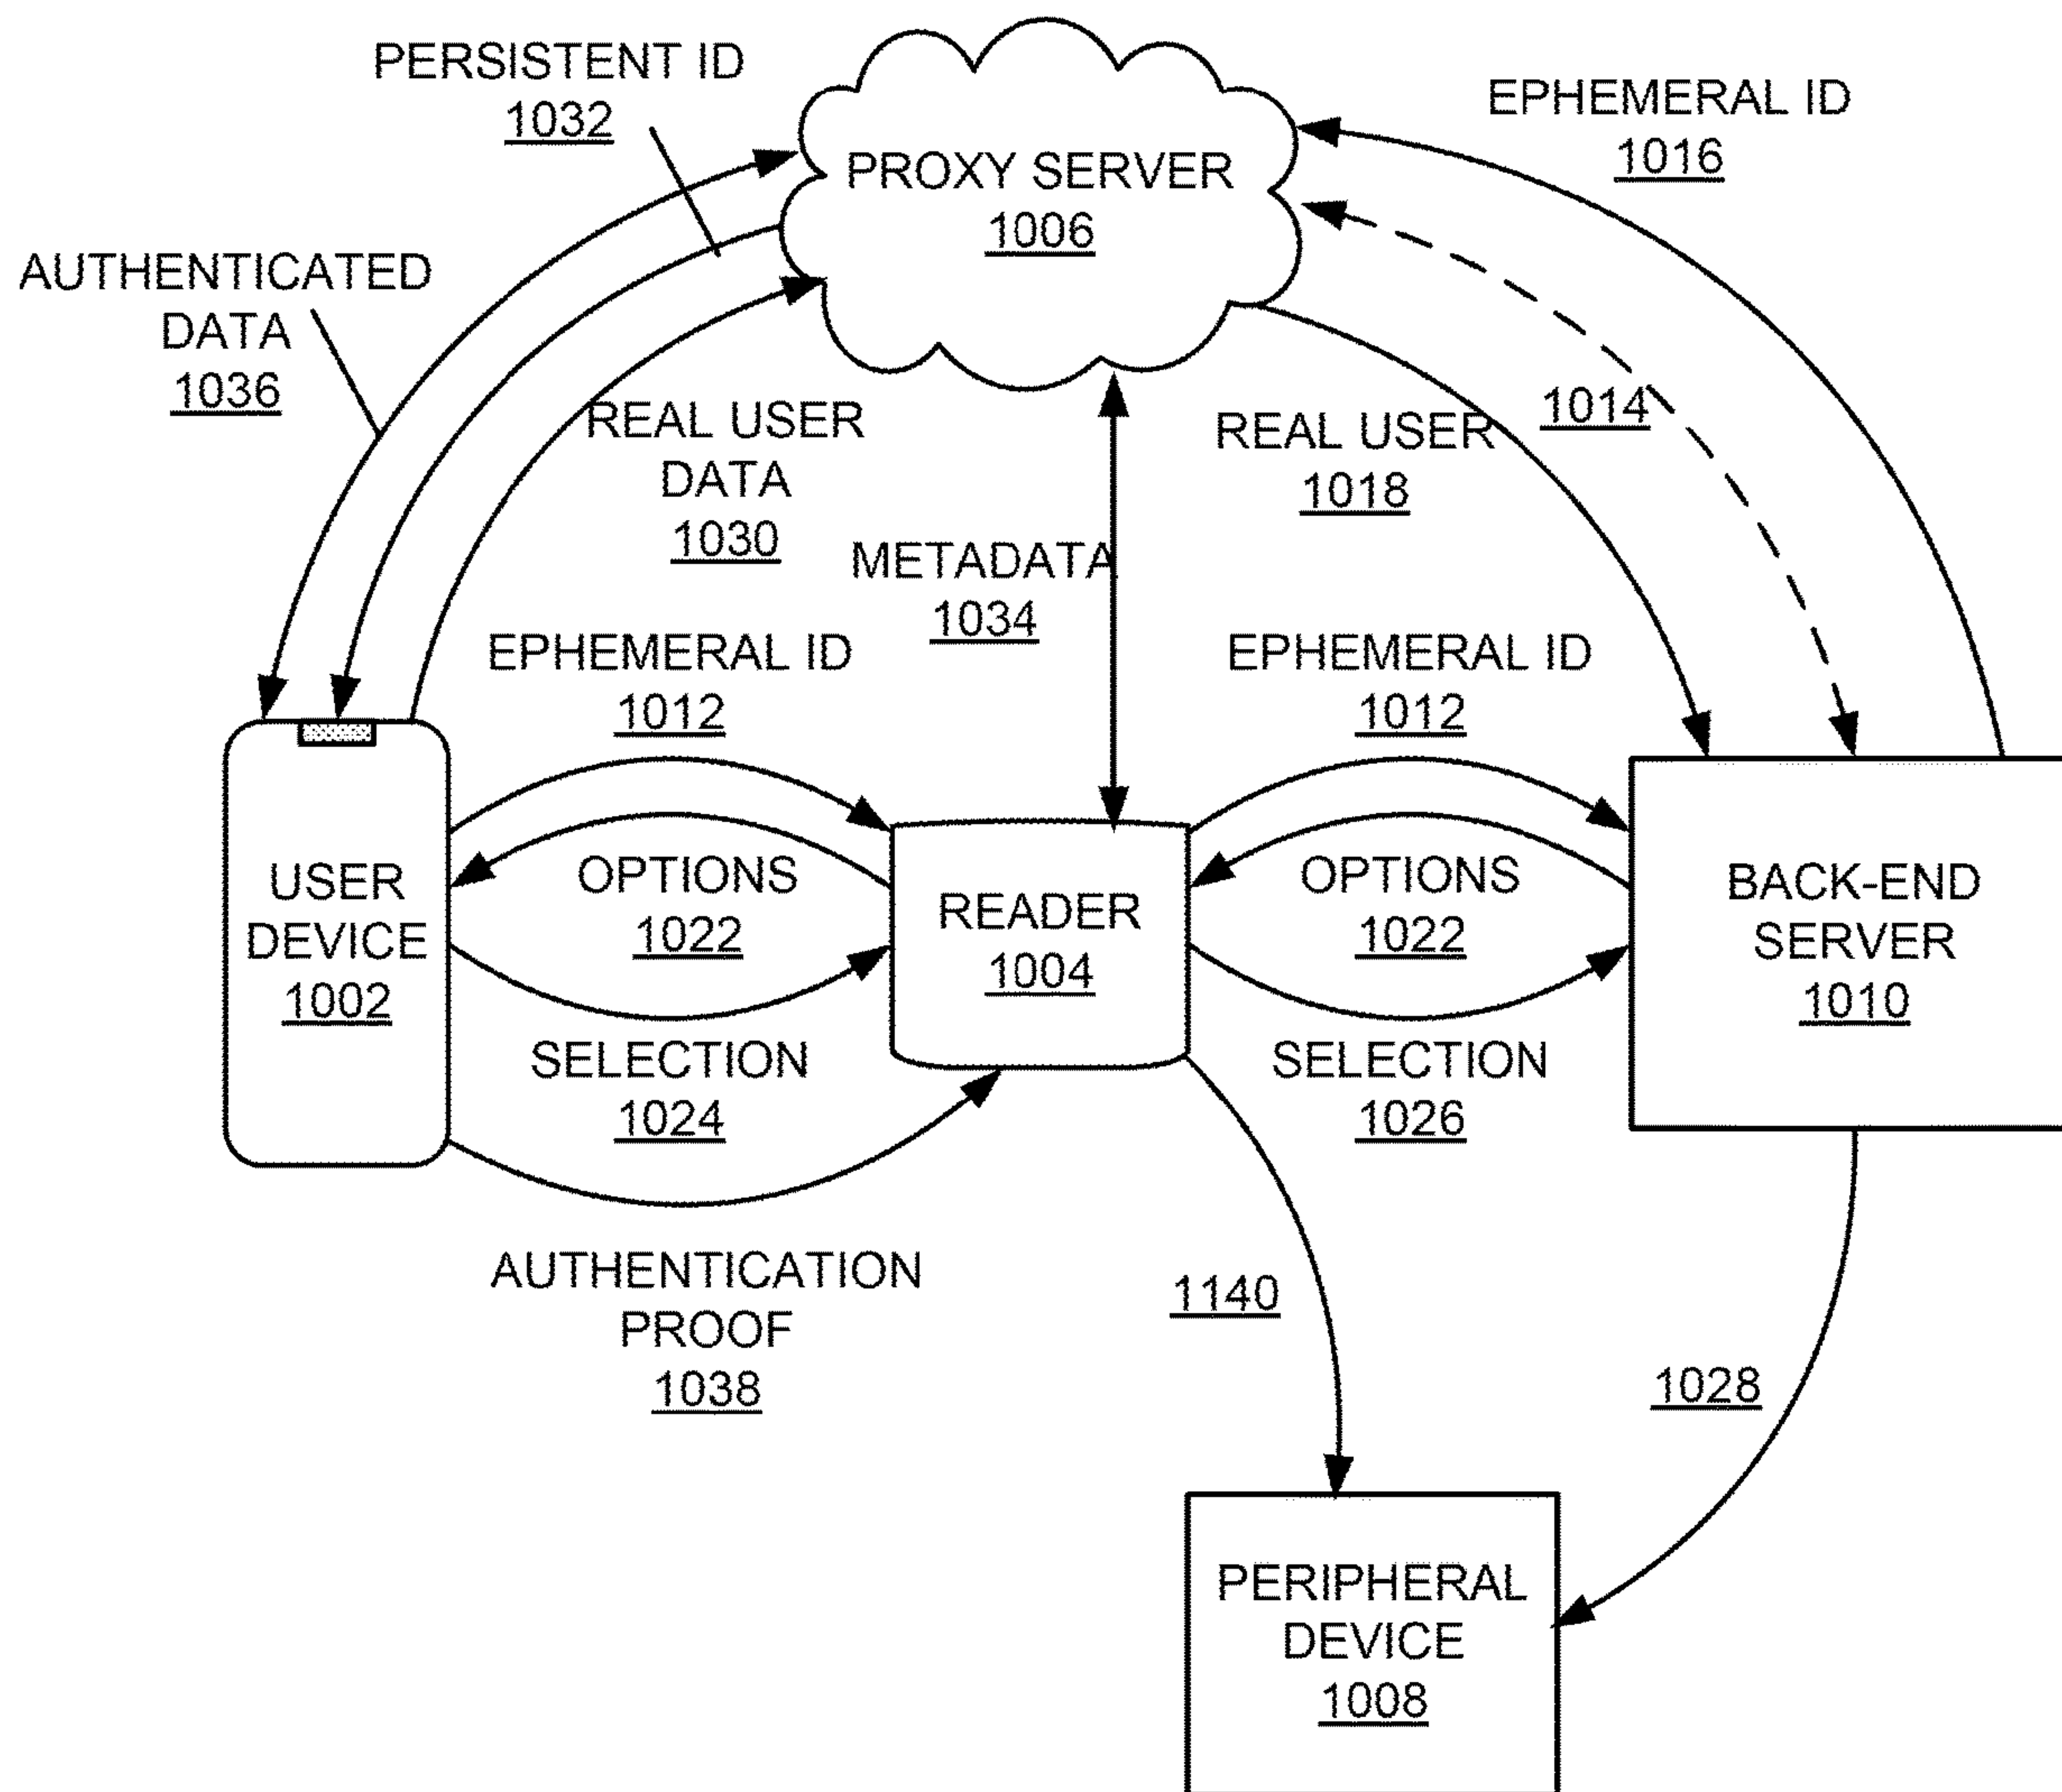 PERSISTENT ID
1032
EPHEMERAL ID
1016
PROXY SERVER
1006
AUTHENTICATED
DATA
1036
REAL USER
DATA
1030
REAL USER
1018
1014
METADATA
1034
EPHEMERAL ID
1012
EPHEMERAL ID
1012
USER
DEVICE
1002
OPTIONS
1022
READER
1004
OPTIONS
1022
BACK-END
SERVER
1010
SELECTION
1024
SELECTION
1026
AUTHENTICATION
PROOF
1038
1140
1028
PERIPHERAL
DEVICE
1008